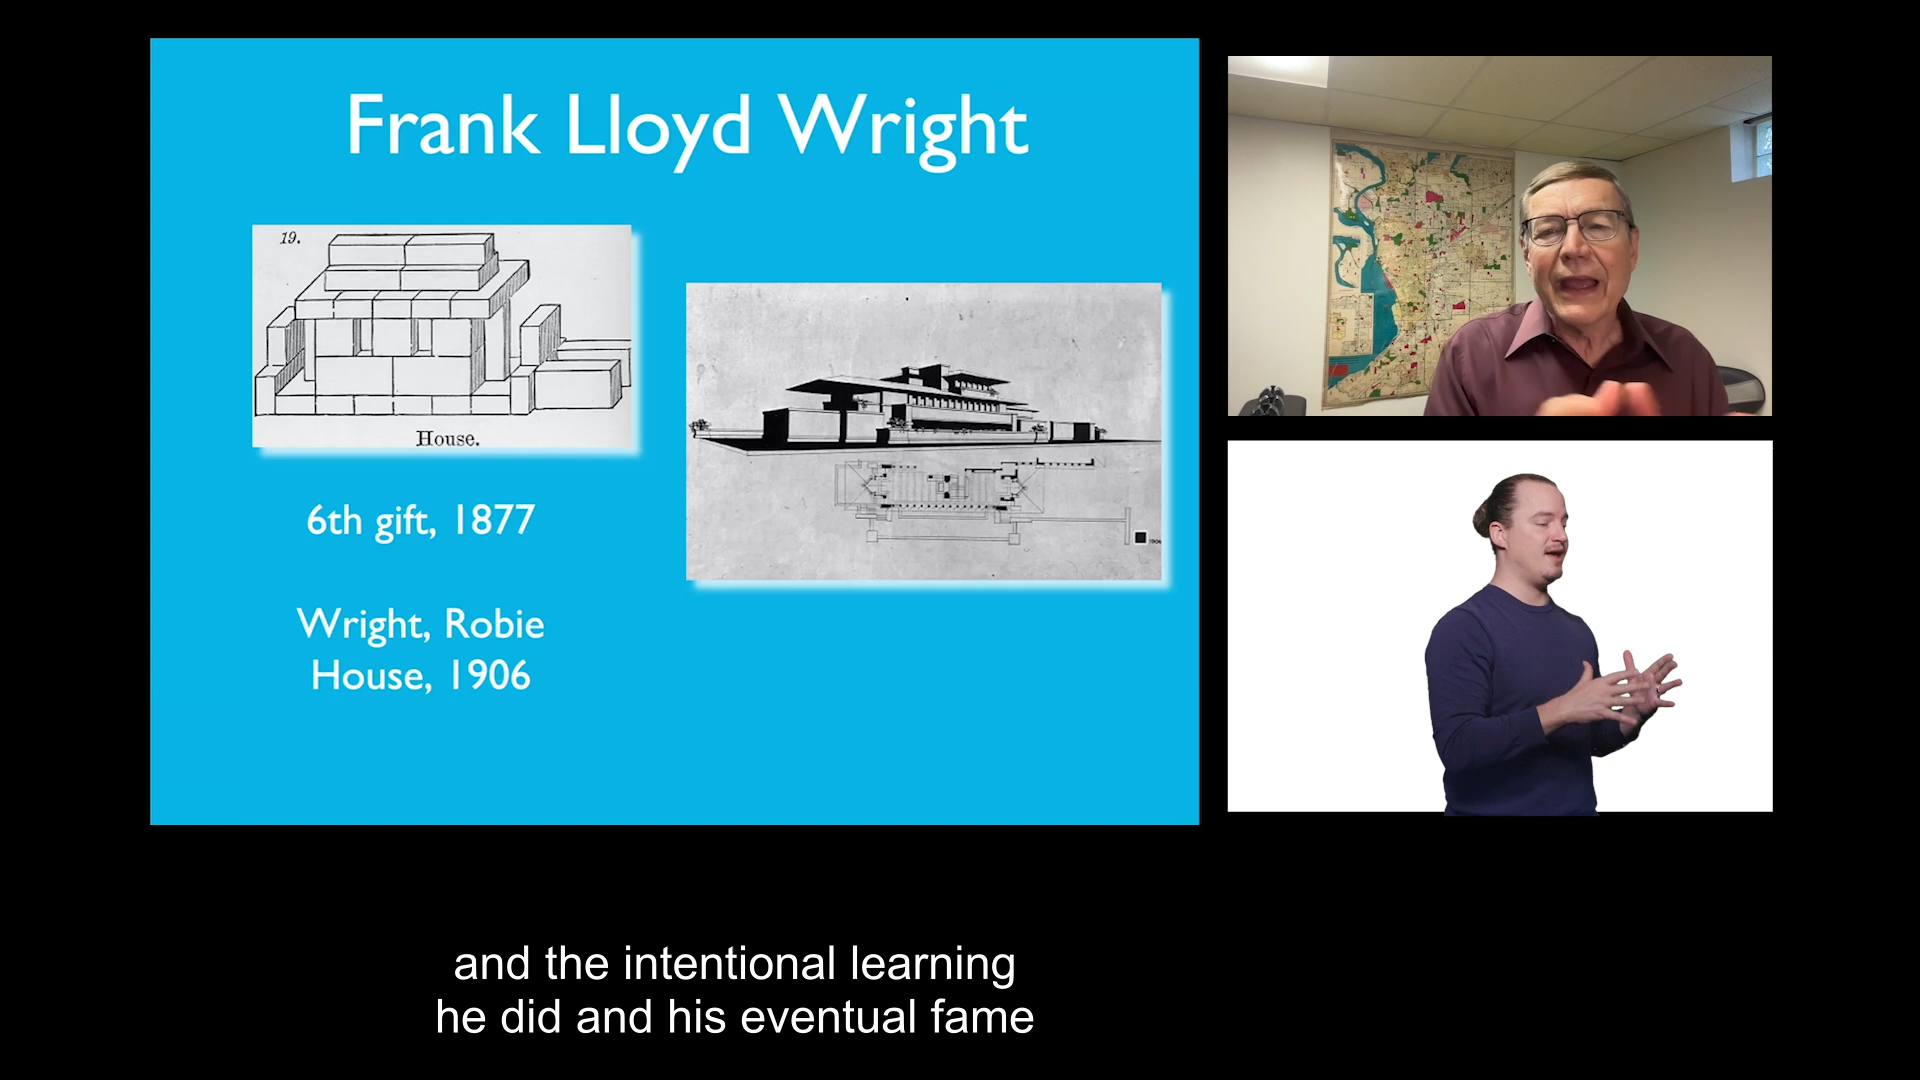 Frank Lloyd Wright
19.
House.
6th gift, 1877
Wright, Robie
House, 1906
and the intentional learning
he did and his eventual fame